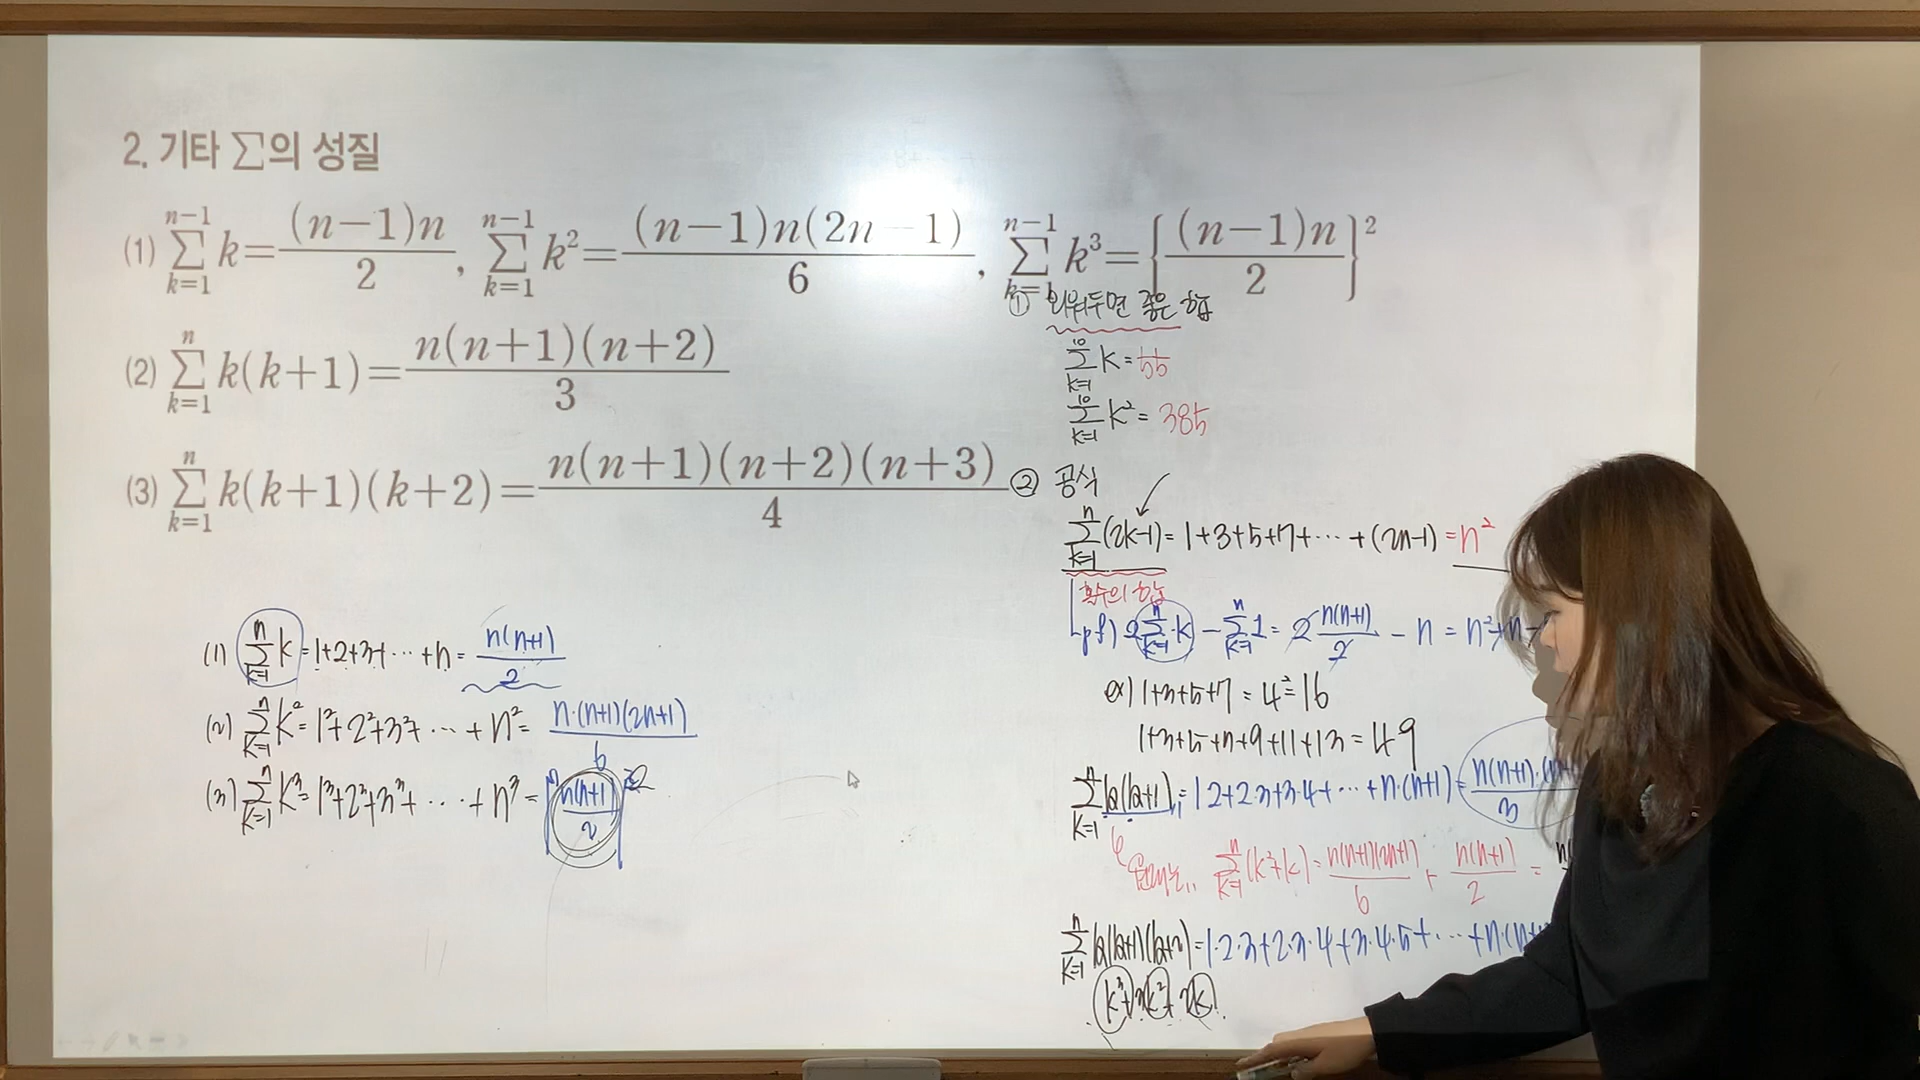 2. 기타 ∑의 성질
(1) ∑_{k=1}^{n-1} k = (n-1)n/2, ∑_{k=1}^{n-1} k² = (n-1)n(2n-1)/6, ∑_{k=1}^{n-1} k³ = {(n-1)n/2}²
(2) ∑_{k=1}^{n} k(k+1) = n(n+1)(n+2)/3
(3) ∑_{k=1}^{n} k(k+1)(k+2) = n(n+1)(n+2)(n+3)/4
(1) ∑_{k=1}^{n} k = 1+2+3+⋯+n = n(n+1)/2
(2) ∑_{k=1}^{n} k² = 1²+2²+3²+⋯+n² = n·(n+1)(2n+1)/6
(3) ∑_{k=1}^{n} k³ = 1³+2³+3³+⋯+n³ = [n(n+1)/2]²
① 외워두면 좋은 합
∑_{k=1}^{10} k = 55
∑_{k=1}^{10} k² = 385
② 공식
∑_{k=1}^{n} (2k-1) = 1+3+5+7+⋯+(2n-1) = n²
홀수의 합
pf) 2∑_{k=1}^{n} k - ∑_{k=1}^{n} 1 = 2 n(n+1)/2 - n = n²+n-
ex) 1+3+5+7 = 4² = 16
1+3+5+7+9+11+13 = 49
∑_{k=1}^{n} k(k+1) = 1·2+2·3+3·4+⋯+n·(n+1) = n(n+1)·(n+/3
원래는.. ∑_{k=1}^{n} (k²+k) = n(n+1)(2n+1)/6 + n(n+1)/2 =
∑_{k=1}^{n} k(k+1)(k+2) = 1·2·3+2·3·4+3·4·5+⋯+n·(n+
k³+3k²+2k